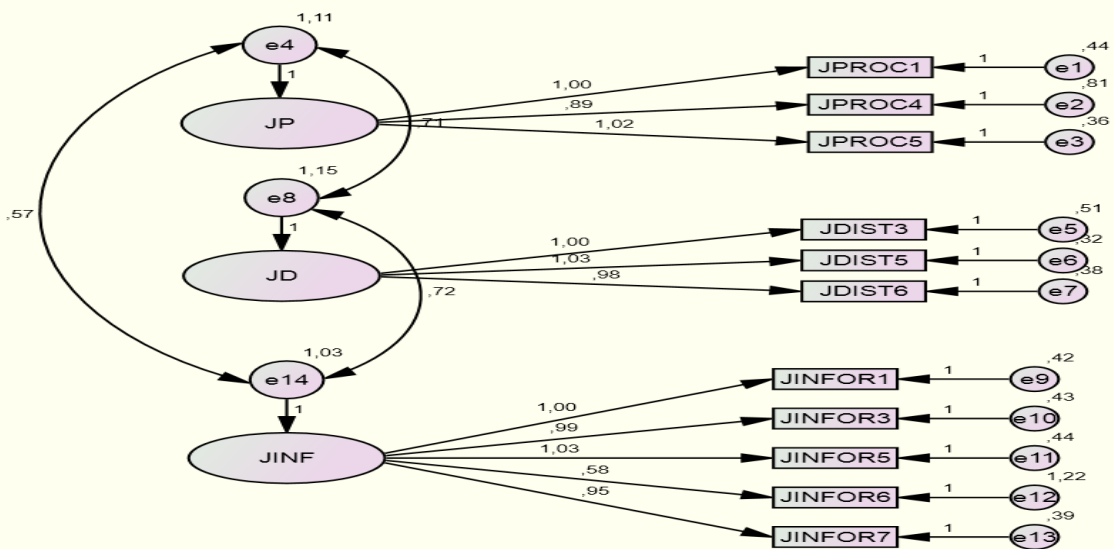 1,11
e4
1
JP
1,00
,89
1,02
JPROC1
JPROC4
JPROC5
1
1
1
,44
e1
,81
e2
,36
e3
,71
1,15
e8
1
JD
1,00
1,03
,98
JDIST3
JDIST5
JDIST6
1
1
1
,51
e5
,32
e6
,38
e7
,57
,72
1,03
e14
1
JINF
1,00
,99
1,03
,58
,95
JINFOR1
JINFOR3
JINFOR5
JINFOR6
JINFOR7
1
1
1
1
1
,42
e9
,43
e10
,44
e11
1,22
e12
,39
e13